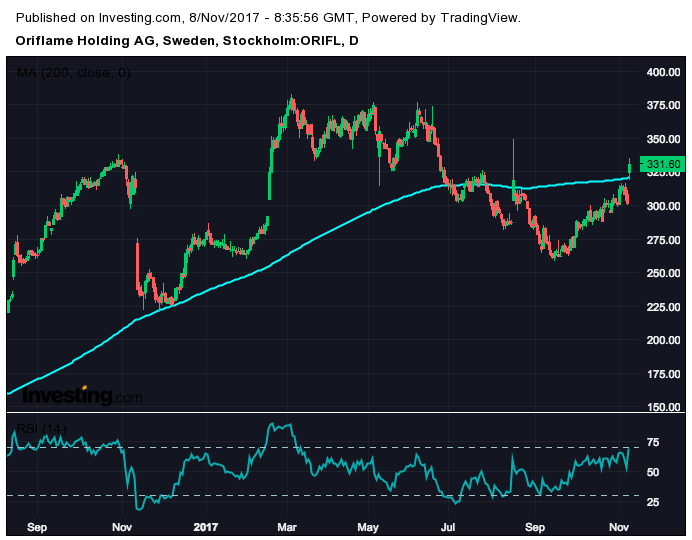 Published on Investing.com, 8/Nov/2017 - 8:35:56 GMT, Powered by TradingView.
Oriflame Holding AG, Sweden, Stockholm:ORIFL, D
MA (200, close, 0)
400.00
375.00
350.00
331.60
325.00
300.00
275.00
250.00
225.00
200.00
175.00
150.00
Investing.com
RSI (14)
75
50
25
Sep
Nov
2017
Mar
May
Jul
Sep
Nov